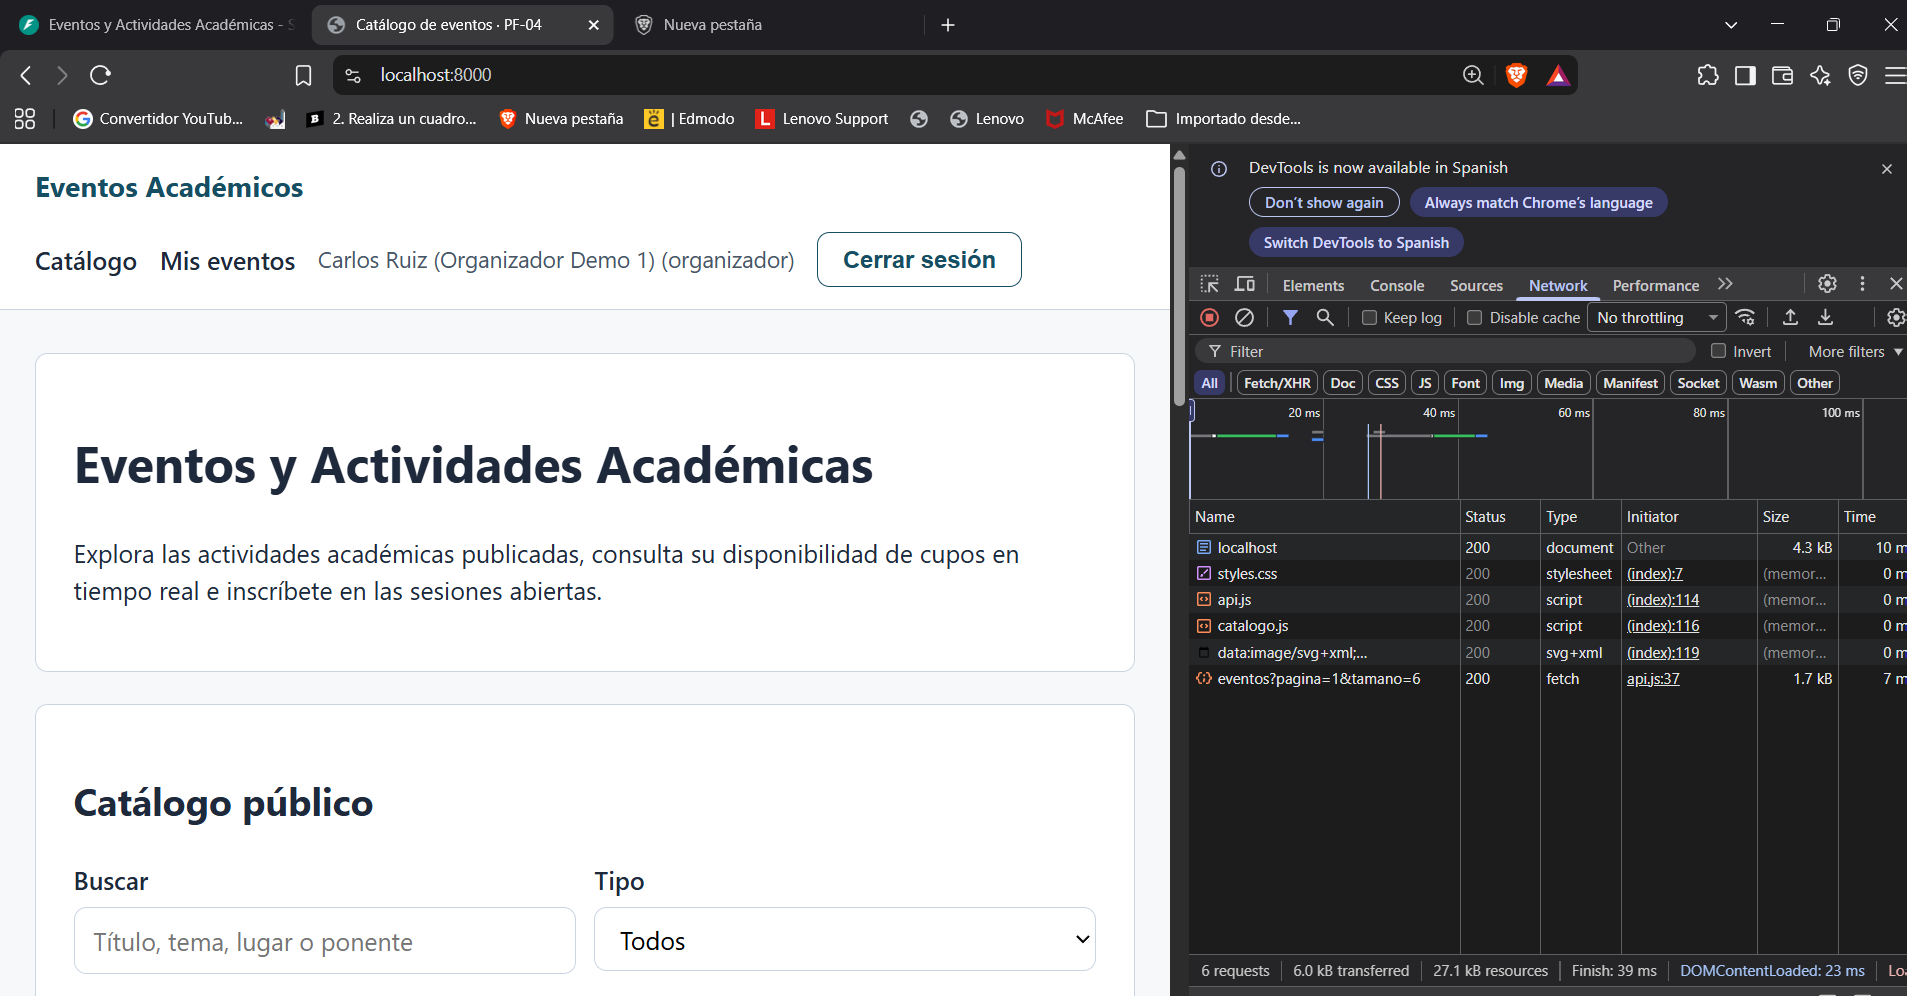 Eventos y Actividades Académicas - S
Catálogo de eventos · PF-04
Nueva pestaña
localhost:8000
Convertidor YouTub...
2. Realiza un cuadro...
Nueva pestaña
| Edmodo
Lenovo Support
Lenovo
McAfee
Importado desde...
Eventos Académicos
Catálogo
Mis eventos
Carlos Ruiz (Organizador Demo 1) (organizador)
Cerrar sesión
Eventos y Actividades Académicas
Explora las actividades académicas publicadas, consulta su disponibilidad de cupos en
tiempo real e inscríbete en las sesiones abiertas.
Catálogo público
Buscar
Tipo
Título, tema, lugar o ponente
Todos
DevTools is now available in Spanish
Don't show again
Always match Chrome's language
Switch DevTools to Spanish
Elements Console Sources Network Performance
Keep log
Disable cache
No throttling
Filter
Invert
More filters
All Fetch/XHR Doc CSS JS Font Img Media Manifest Socket Wasm Other
20 ms 40 ms 60 ms 80 ms 100 ms
Name Status Type Initiator Size Time
localhost 200 document Other 4.3 kB 10 m
styles.css 200 stylesheet (index):7 (memor... 0 m
api.js 200 script (index):114 (memor... 0 m
catalogo.js 200 script (index):116 (memor... 0 m
data:image/svg+xml;... 200 svg+xml (index):119 (memor... 0 m
eventos?pagina=1&tamano=6 200 fetch api.js:37 1.7 kB 7 m
6 requests 6.0 kB transferred 27.1 kB resources Finish: 39 ms DOMContentLoaded: 23 ms Loa